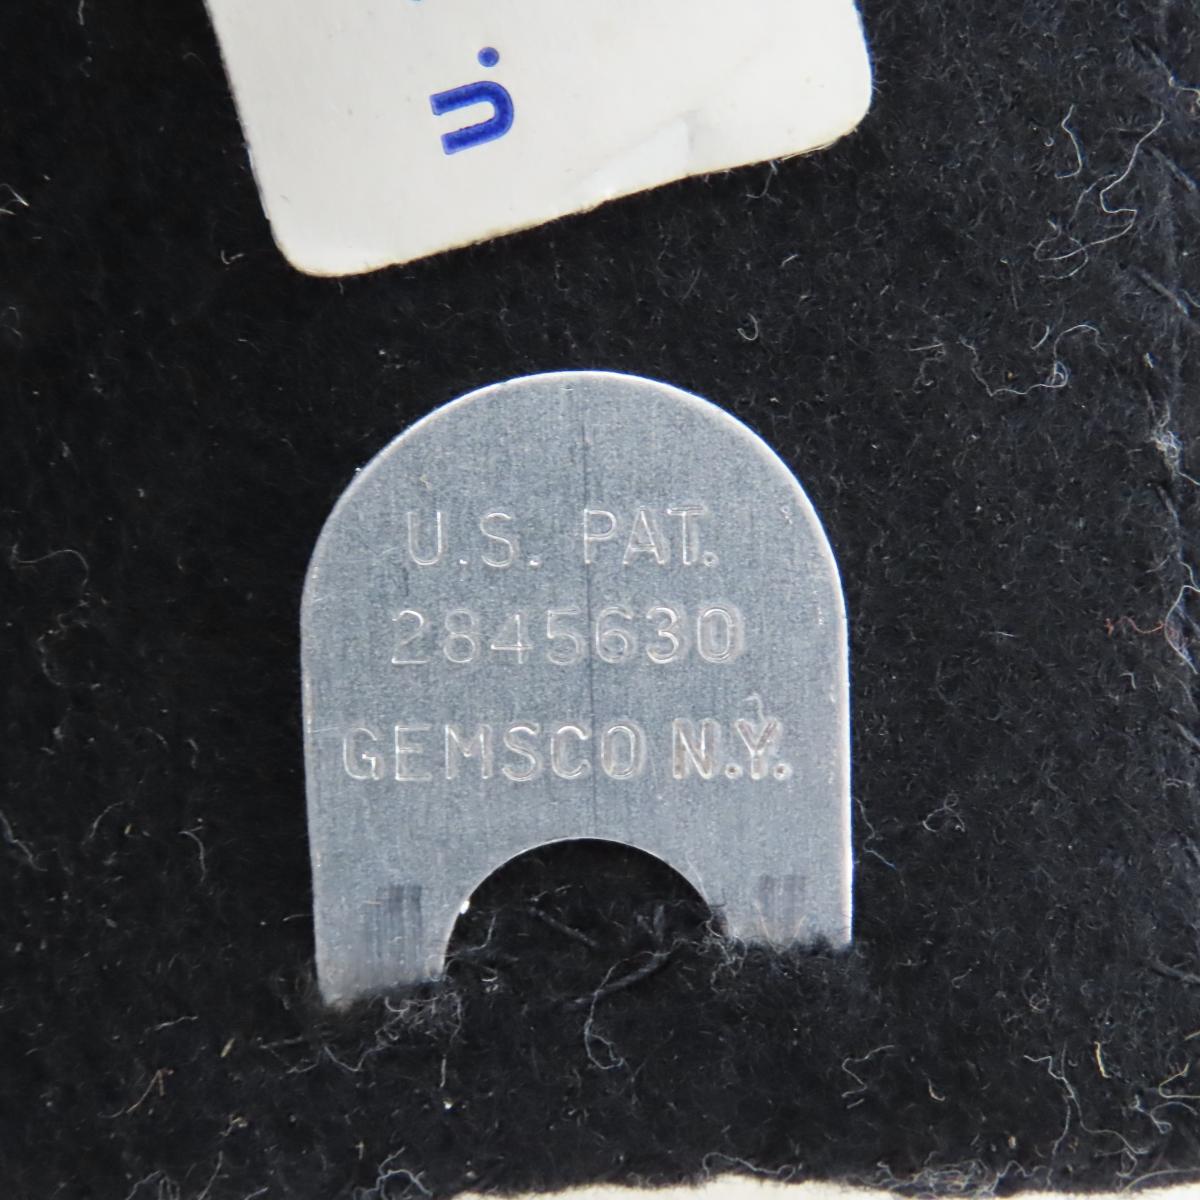 U.
U.S. PAT.
2845630
GEMSCO N.Y.